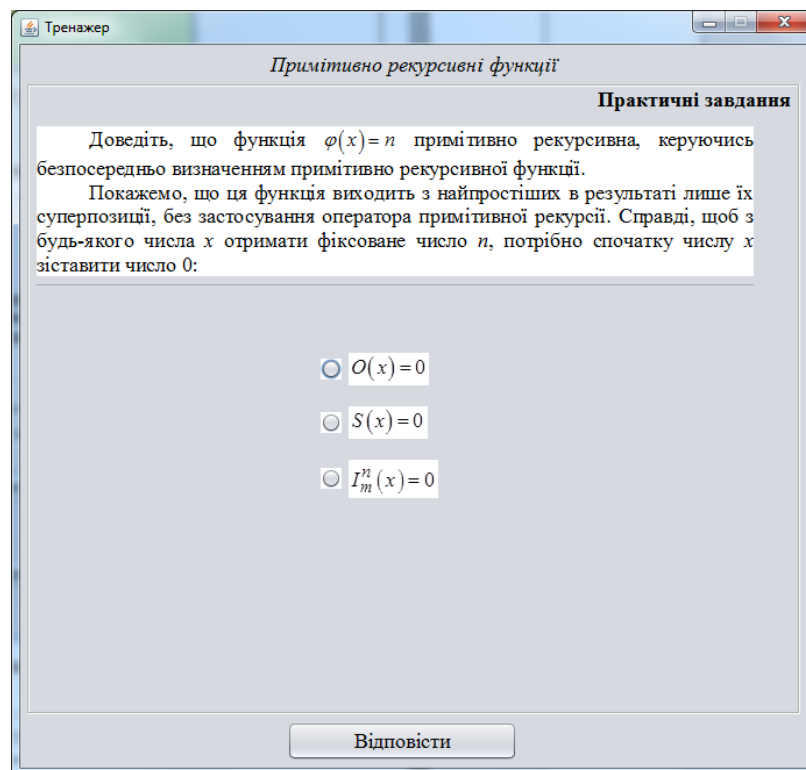 Тренажер
Примітивно рекурсивні функції
Практичні завдання
Доведіть, що функція φ(x) = n примітивно рекурсивна, керуючись
безпосередньо визначенням примітивно рекурсивної функції.
Покажемо, що ця функція виходить з найпростіших в результаті лише їх
суперпозиції, без застосування оператора примітивної рекурсії. Справді, щоб з
будь-якого числа x отримати фіксоване число n, потрібно спочатку числу x
зіставити число 0:
O(x) = 0
S(x) = 0
Iₘⁿ(x) = 0
Відповісти